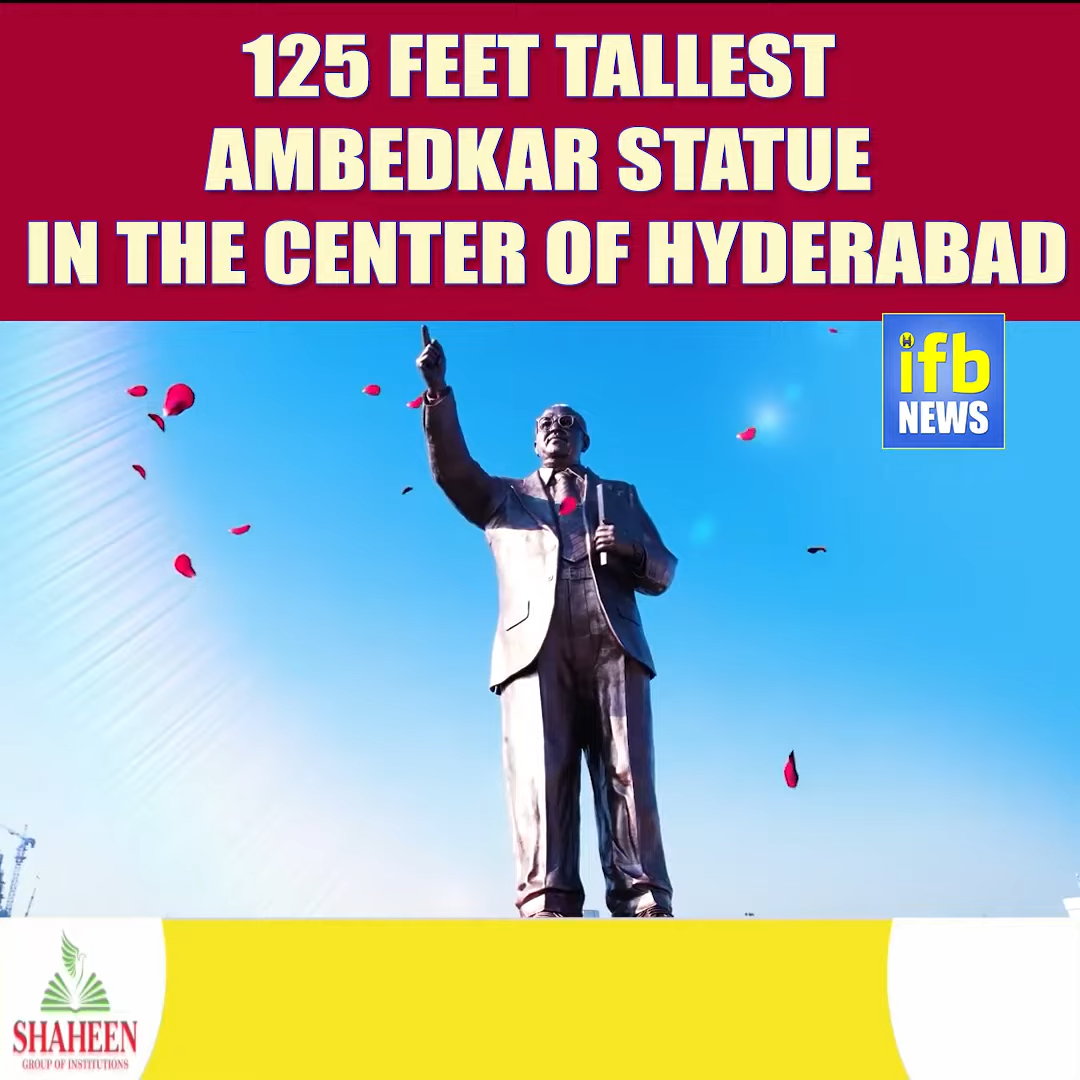 125 FEET TALLEST
AMBEDKAR STATUE
IN THE CENTER OF HYDERABAD
ifb
NEWS
SHAHEEN
GROUP OF INSTITUTIONS